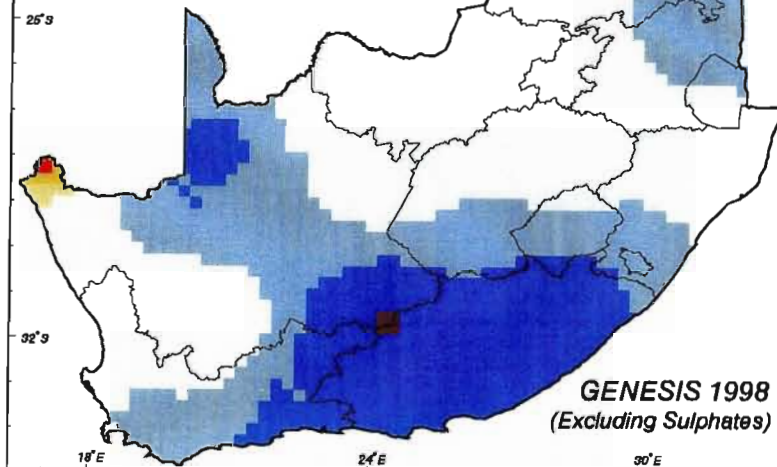 25°S
32°S
GENESIS 1998
(Excluding Sulphates)
18°E
24°E
30°E